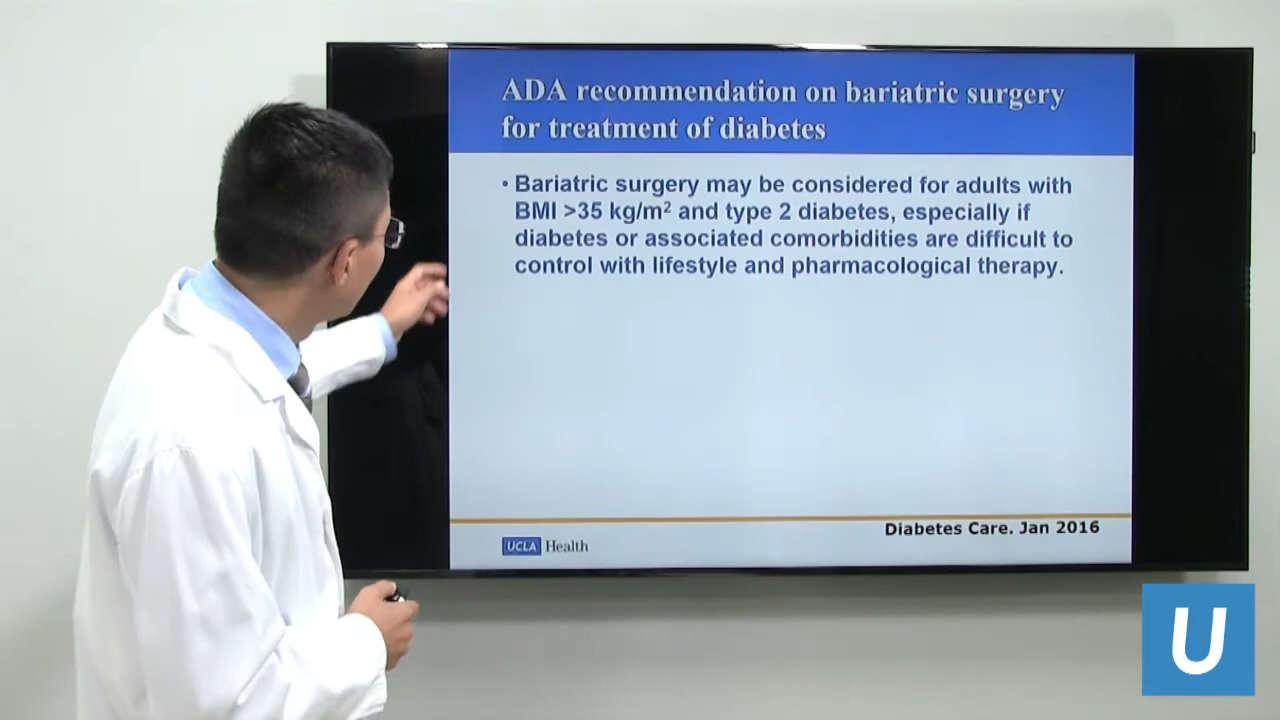 ADA recommendation on bariatric surgery
for treatment of diabetes
• Bariatric surgery may be considered for adults with
BMI >35 kg/m² and type 2 diabetes, especially if
diabetes or associated comorbidities are difficult to
control with lifestyle and pharmacological therapy.
Diabetes Care. Jan 2016
UCLA Health
U